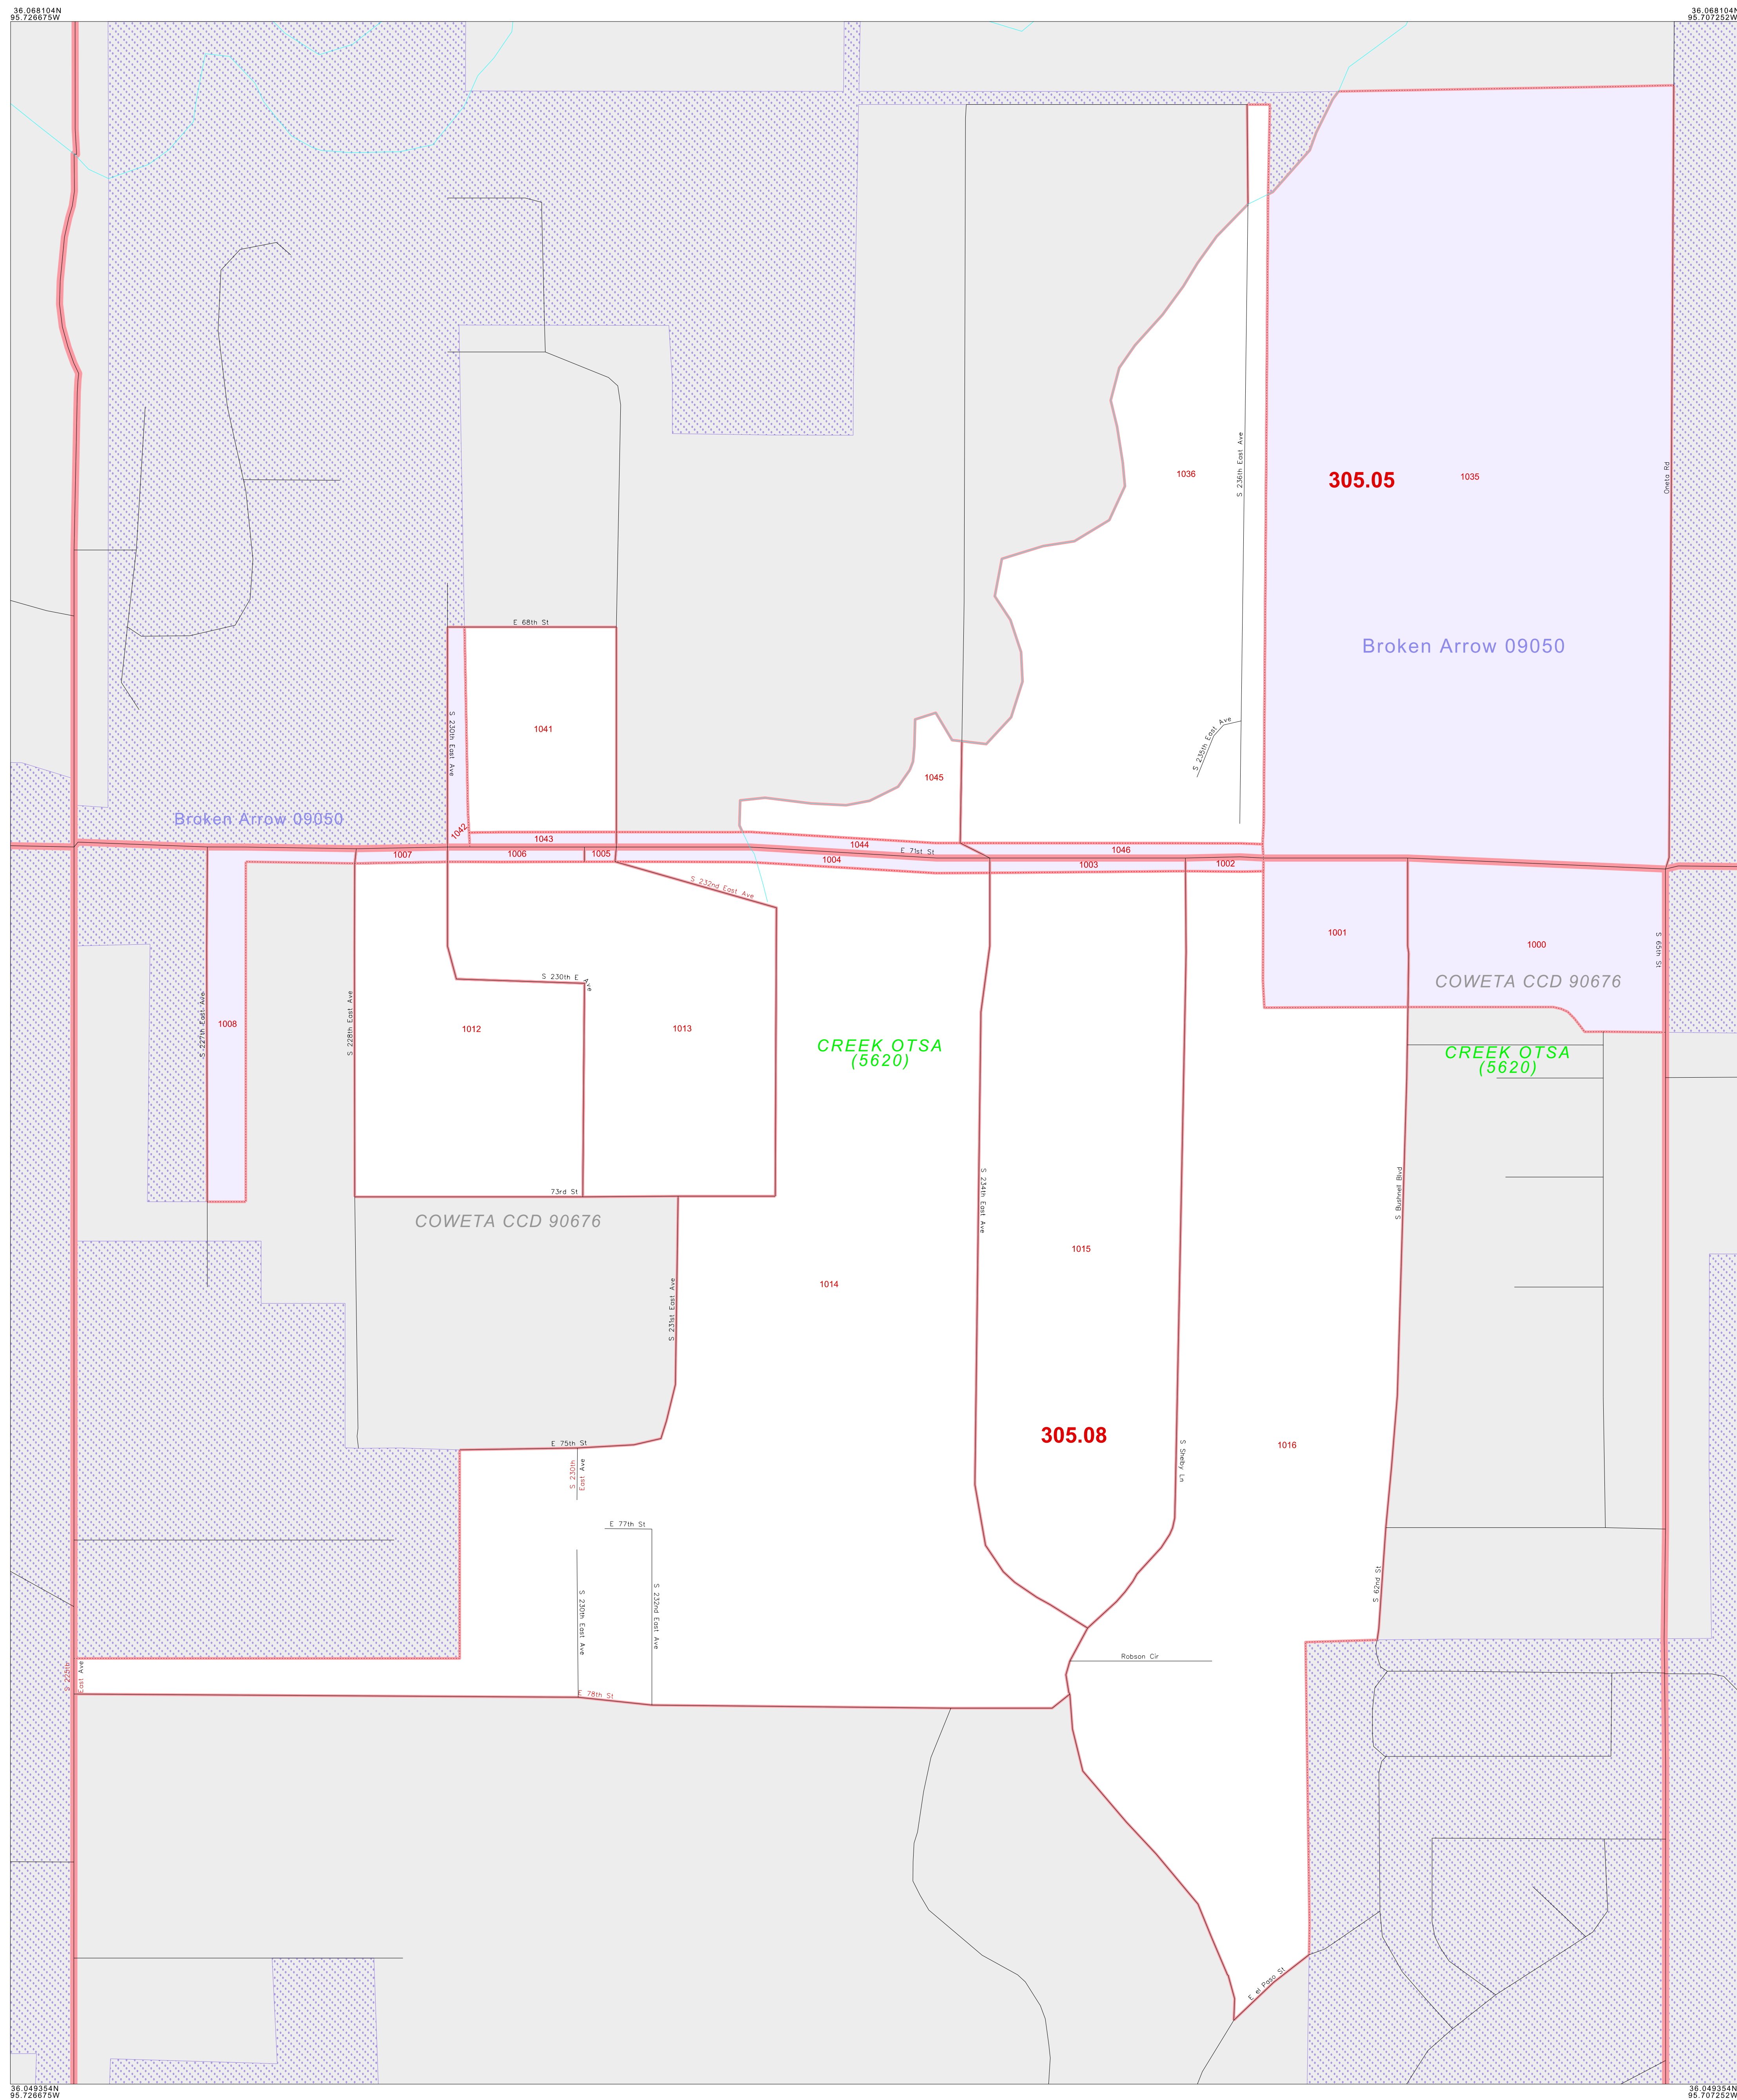 36.068104N
95.726675W
36.068104N
95.707252W
S 236th East Ave
1036
305.05
1035
Oneta Rd
Broken Arrow 09050
E 68th St
S 230th East Ave
1041
S 235th East Ave
1045
Broken Arrow 09050
1042
1043
1044
1046
E 71st St
1007
1006
1005
1004
1003
1002
S 232nd East Ave
1001
1000
S 65th St
COWETA CCD 90676
S 230th E Ave
S 227th East Ave
1008
S 228th East Ave
1012
1013
CREEK OTSA
(5620)
CREEK OTSA
(5620)
73rd St
COWETA CCD 90676
S 234th East Ave
S Bushnell Blvd
1015
1014
S 231st East Ave
305.08
1016
E 75th St
S 230th
East Ave
S Shelby Ln
E 77th St
S 230th East Ave
S 232nd East Ave
S 62nd St
Robson Cir
S 225th
East Ave
E 78th St
E el Paso St
36.049354N
95.726675W
36.049354N
95.707252W